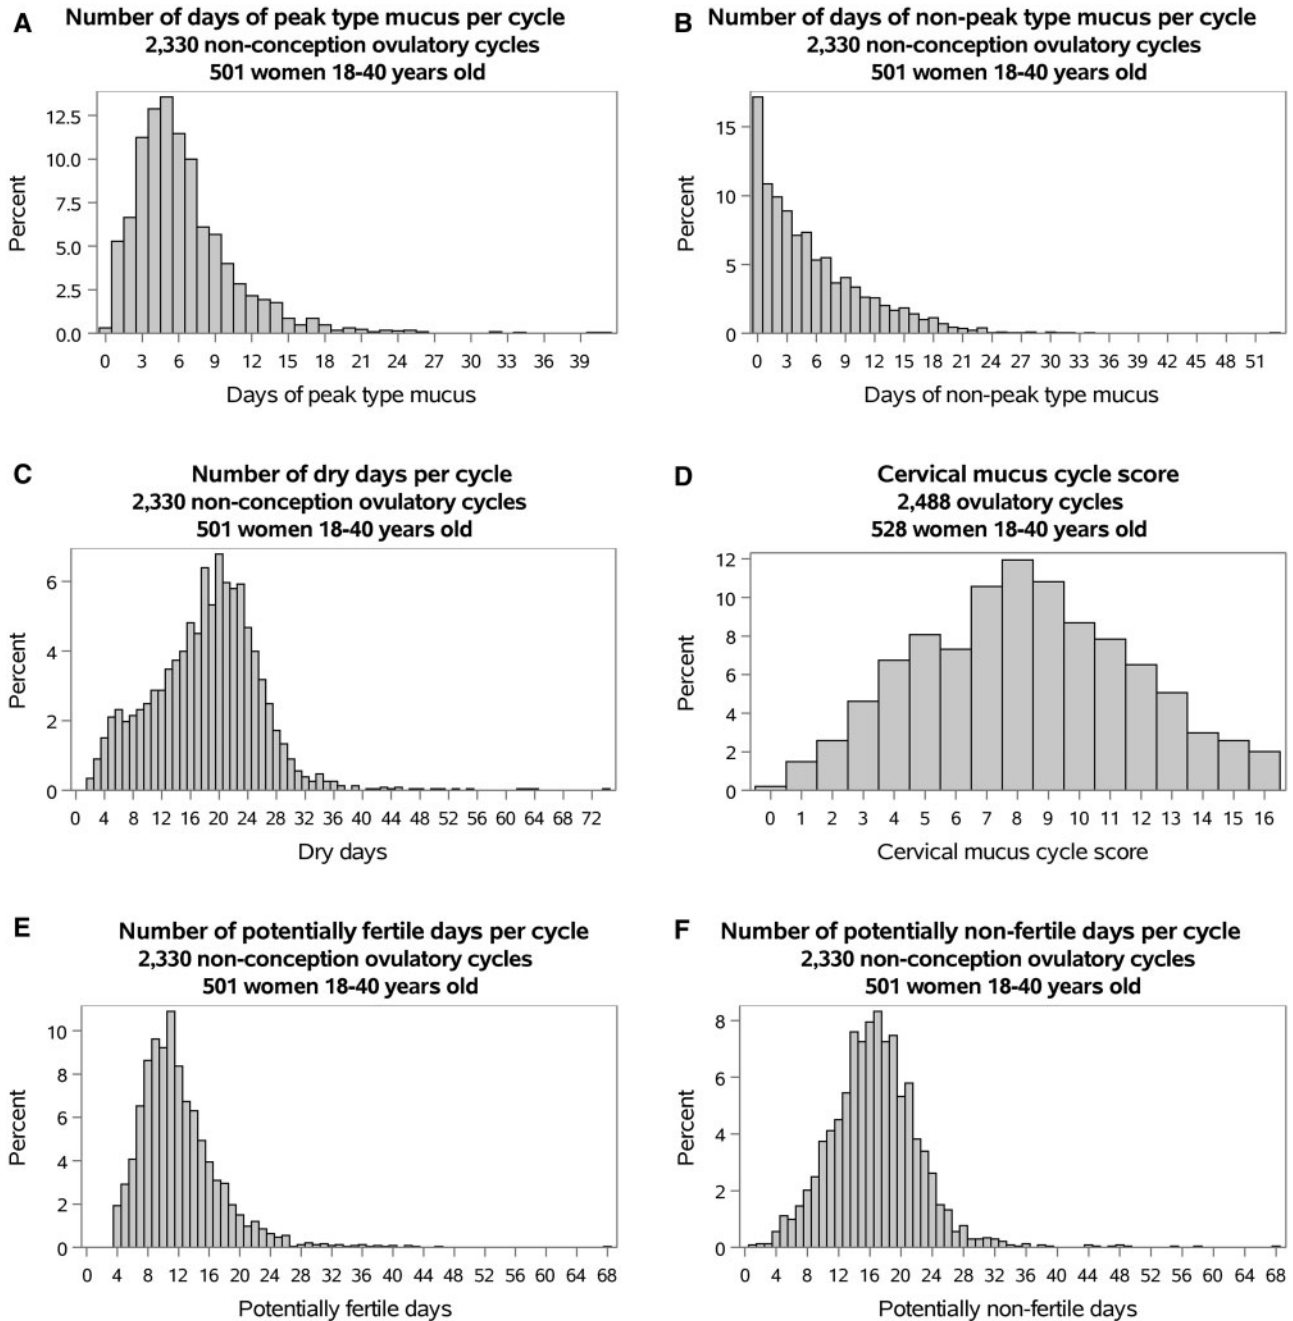 A Number of days of peak type mucus per cycle
2,330 non-conception ovulatory cycles
501 women 18-40 years old
12.5
10.0
7.5
5.0
2.5
0.0
Percent
0 3 6 9 12 15 18 21 24 27 30 33 36 39
Days of peak type mucus
B Number of days of non-peak type mucus per cycle
2,330 non-conception ovulatory cycles
501 women 18-40 years old
15
10
5
0
Percent
0 3 6 9 12 15 18 21 24 27 30 33 36 39 42 45 48 51
Days of non-peak type mucus
C Number of dry days per cycle
2,330 non-conception ovulatory cycles
501 women 18-40 years old
6
4
2
0
Percent
0 4 8 12 16 20 24 28 32 36 40 44 48 52 56 60 64 68 72
Dry days
D Cervical mucus cycle score
2,488 ovulatory cycles
528 women 18-40 years old
12
10
8
6
4
2
0
Percent
0 1 2 3 4 5 6 7 8 9 10 11 12 13 14 15 16
Cervical mucus cycle score
E Number of potentially fertile days per cycle
2,330 non-conception ovulatory cycles
501 women 18-40 years old
10
8
6
4
2
0
Percent
0 4 8 12 16 20 24 28 32 36 40 44 48 52 56 60 64 68
Potentially fertile days
F Number of potentially non-fertile days per cycle
2,330 non-conception ovulatory cycles
501 women 18-40 years old
8
6
4
2
0
Percent
0 4 8 12 16 20 24 28 32 36 40 44 48 52 56 60 64 68
Potentially non-fertile days